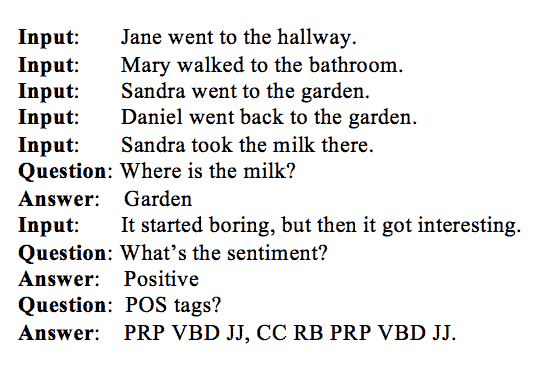 Input: Jane went to the hallway.
Input: Mary walked to the bathroom.
Input: Sandra went to the garden.
Input: Daniel went back to the garden.
Input: Sandra took the milk there.
Question: Where is the milk?
Answer: Garden
Input: It started boring, but then it got interesting.
Question: What’s the sentiment?
Answer: Positive
Question: POS tags?
Answer: PRP VBD JJ, CC RB PRP VBD JJ.